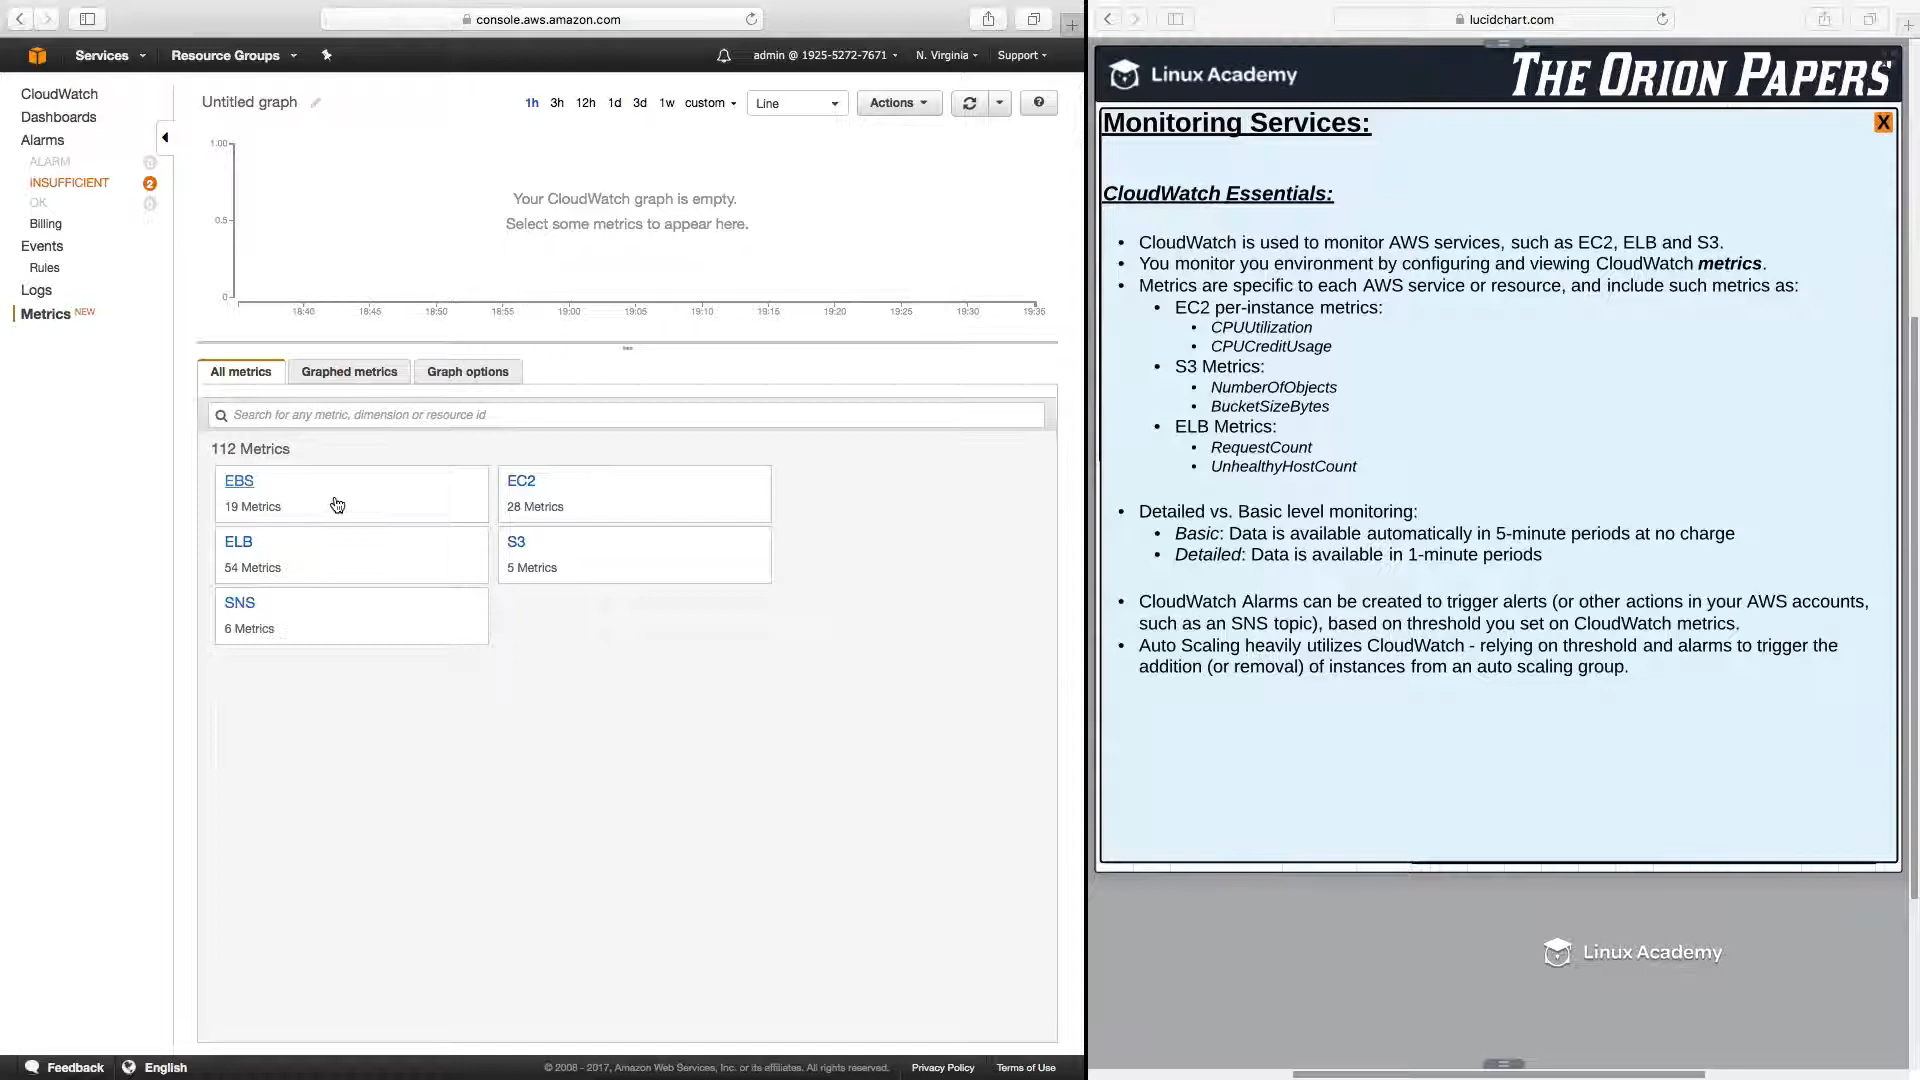 console.aws.amazon.com
lucidchart.com
Services
Resource Groups
admin @ 1925-5272-7671
N. Virginia
Support
CloudWatch
Dashboards
Alarms
ALARM
0
INSUFFICIENT
2
OK
0
Billing
Events
Rules
Logs
Metrics NEW
Untitled graph
1h 3h 12h 1d 3d 1w custom
Line
Actions
1.00
0.5
0
Your CloudWatch graph is empty.
Select some metrics to appear here.
18:40 18:45 18:50 18:55 19:00 19:05 19:10 19:15 19:20 19:25 19:30 19:35
All metrics
Graphed metrics
Graph options
Search for any metric, dimension or resource id
112 Metrics
EBS
19 Metrics
EC2
28 Metrics
ELB
54 Metrics
S3
5 Metrics
SNS
6 Metrics
Feedback
English
© 2008 - 2017, Amazon Web Services, Inc. or its affiliates. All rights reserved.
Privacy Policy
Terms of Use
Linux Academy
THE ORION PAPERS
Monitoring Services:
X
CloudWatch Essentials:
• CloudWatch is used to monitor AWS services, such as EC2, ELB and S3.
• You monitor you environment by configuring and viewing CloudWatch metrics.
• Metrics are specific to each AWS service or resource, and include such metrics as:
• EC2 per-instance metrics:
• CPUUtilization
• CPUCreditUsage
• S3 Metrics:
• NumberOfObjects
• BucketSizeBytes
• ELB Metrics:
• RequestCount
• UnhealthyHostCount
• Detailed vs. Basic level monitoring:
• Basic: Data is available automatically in 5-minute periods at no charge
• Detailed: Data is available in 1-minute periods
• CloudWatch Alarms can be created to trigger alerts (or other actions in your AWS accounts,
such as an SNS topic), based on threshold you set on CloudWatch metrics.
• Auto Scaling heavily utilizes CloudWatch - relying on threshold and alarms to trigger the
addition (or removal) of instances from an auto scaling group.
Linux Academy